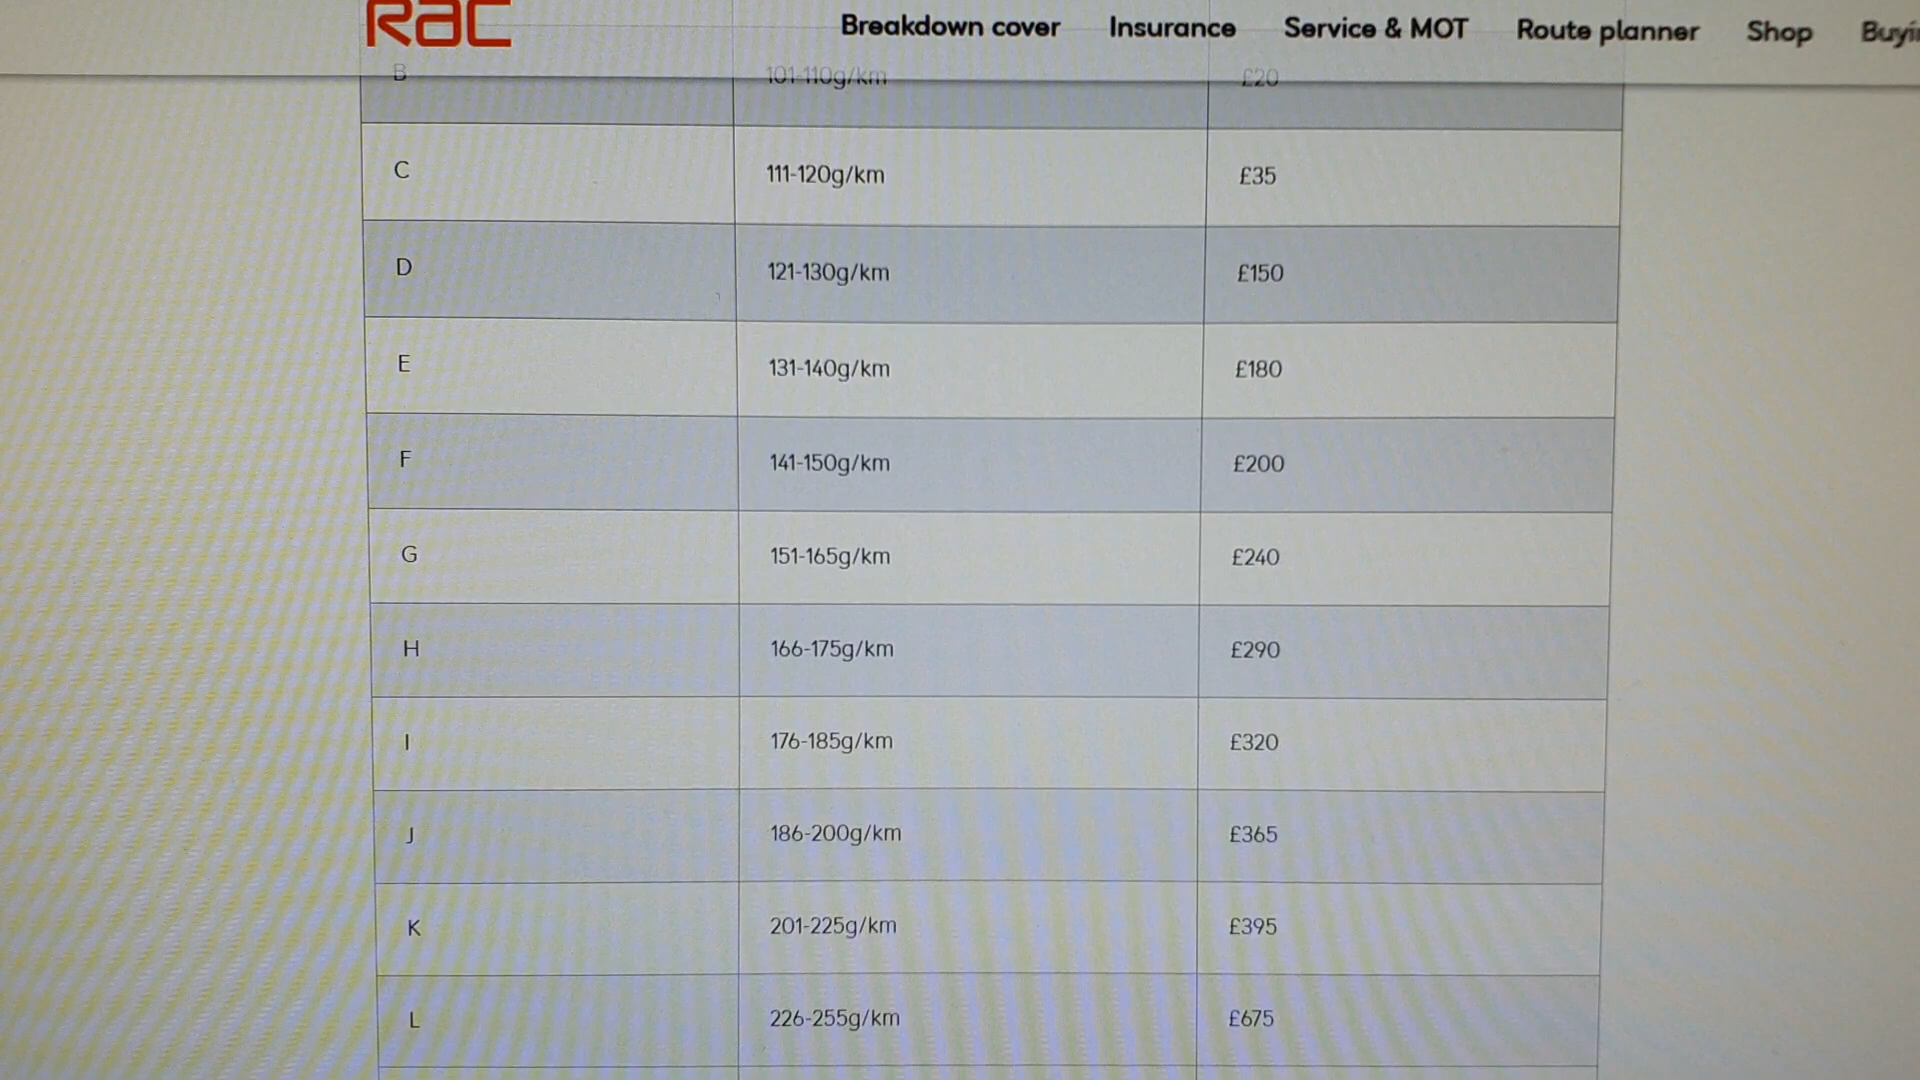 RAC Breakdown cover Insurance Service & MOT Route planner Shop
B 101-110g/km £20
C 111-120g/km £35
D 121-130g/km £150
E 131-140g/km £180
F 141-150g/km £200
G 151-165g/km £240
H 166-175g/km £290
I 176-185g/km £320
J 186-200g/km £365
K 201-225g/km £395
L 226-255g/km £675